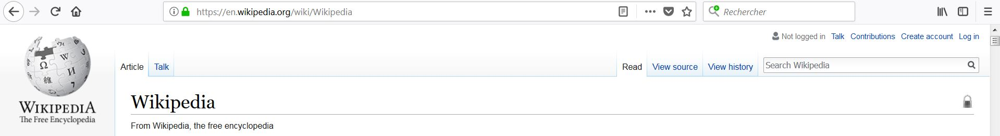 https://en.wikipedia.org/wiki/Wikipedia
Rechercher
Not logged in Talk Contributions Create account Log in
Article Talk Read View source View history Search Wikipedia
Ω W И 維
WIKIPEDIA
The Free Encyclopedia
Wikipedia
From Wikipedia, the free encyclopedia